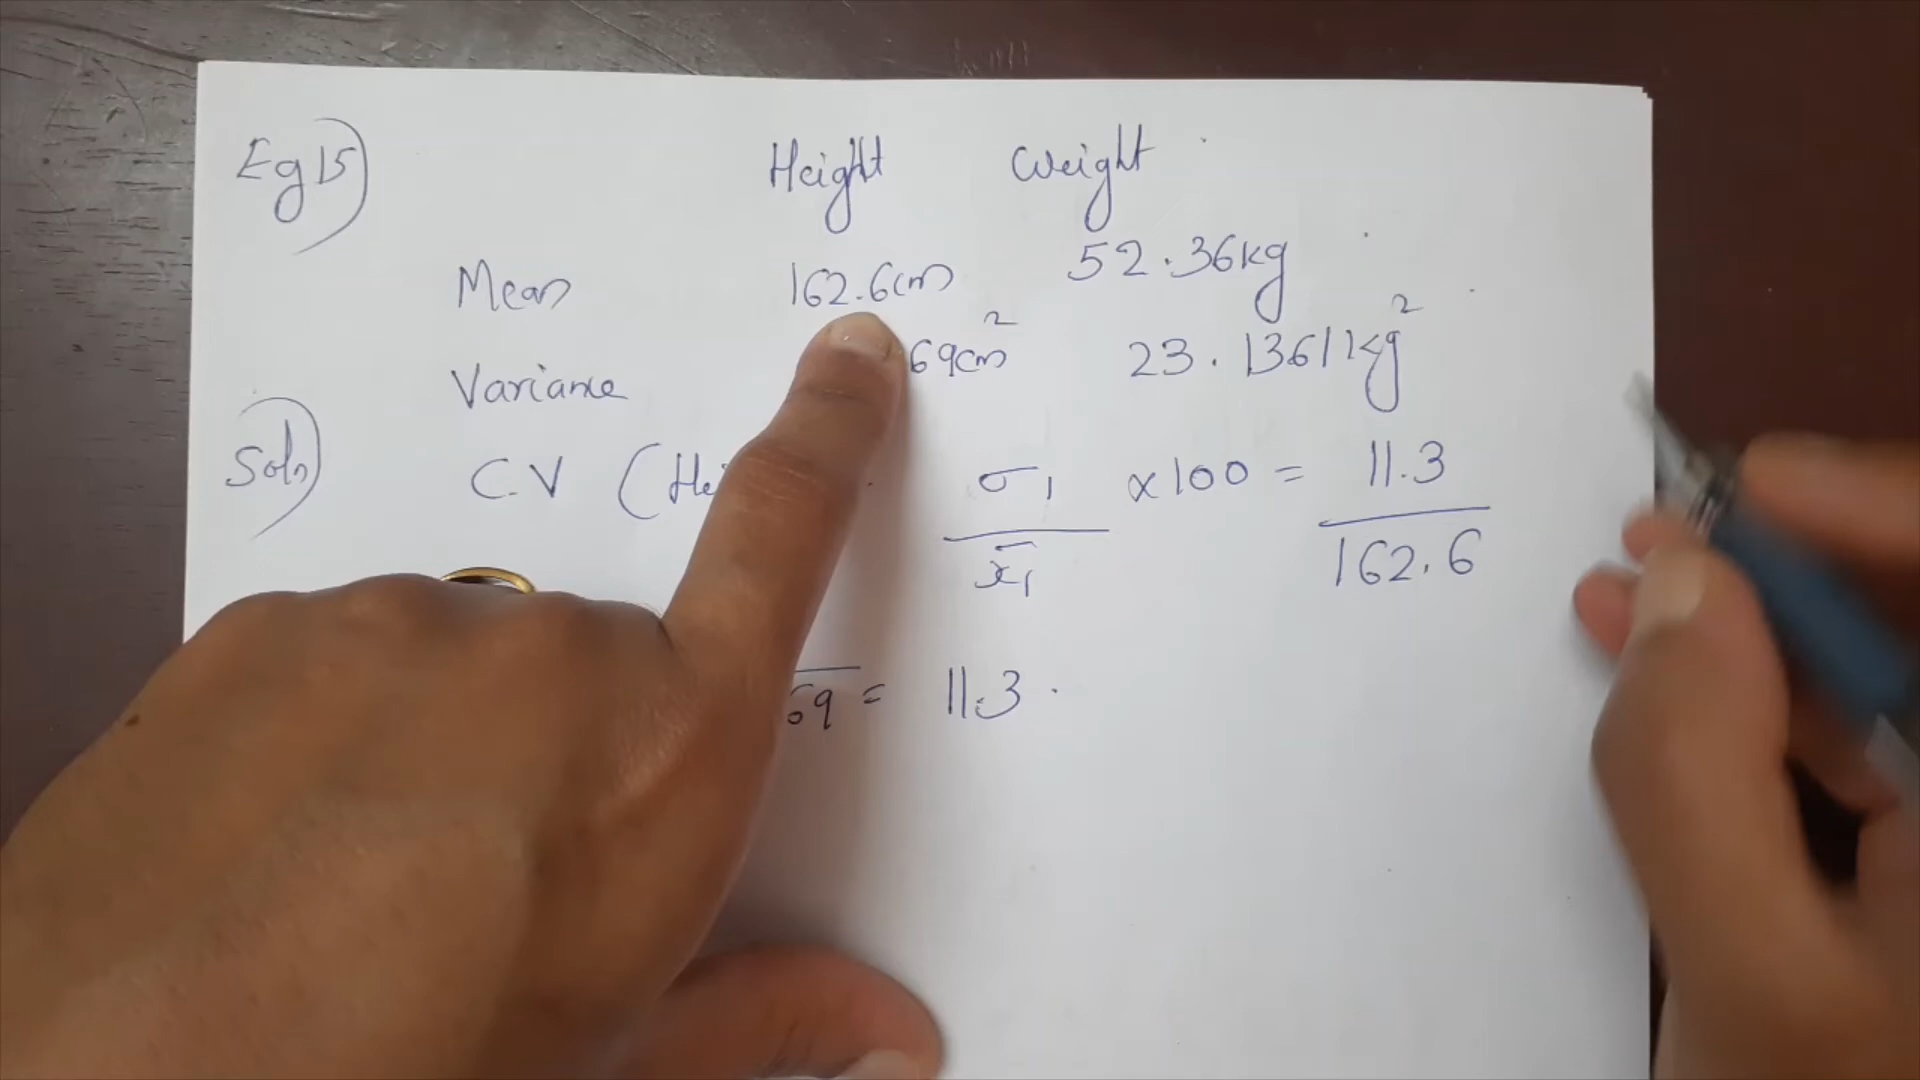 Eg 15)
Height Weight
Mean 162.6cm 52.36kg
Variance 69cm² 23.1361kg²
Soln) C.V (He σ₁ / x̄₁ x100 = 11.3 / 162.6
69 = 11.3